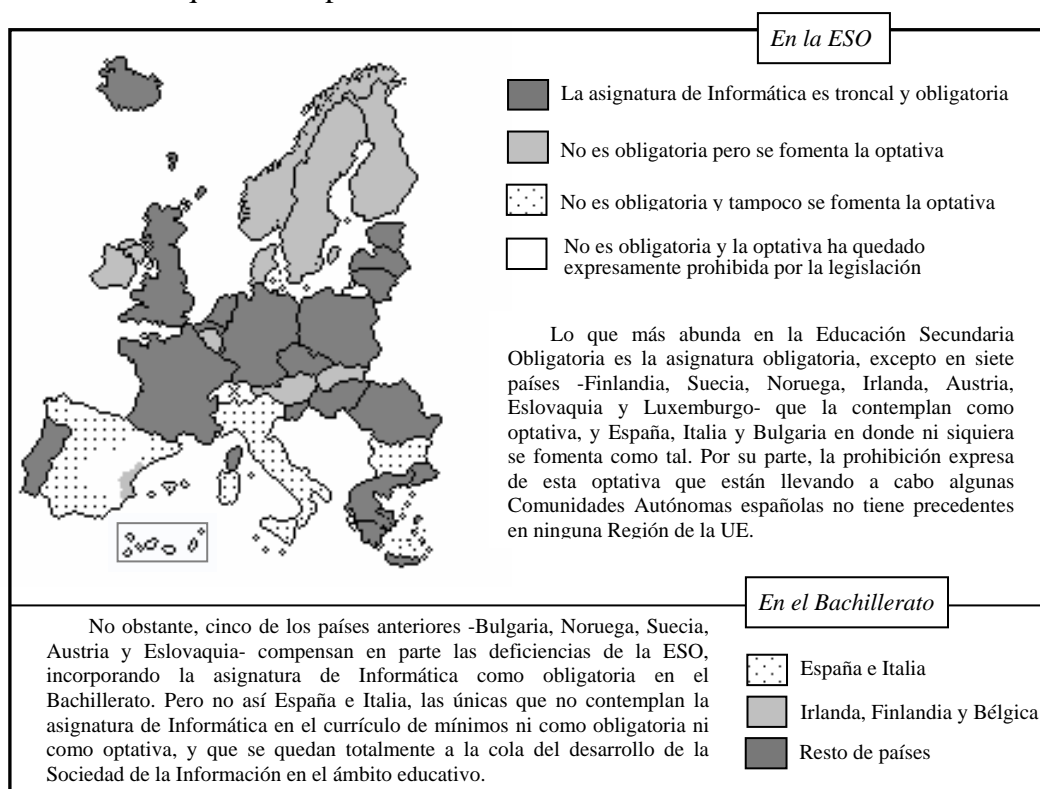 En la ESO
La asignatura de Informática es troncal y obligatoria
No es obligatoria pero se fomenta la optativa
No es obligatoria y tampoco se fomenta la optativa
No es obligatoria y la optativa ha quedado
expresamente prohibida por la legislación
Lo que más abunda en la Educación Secundaria
Obligatoria es la asignatura obligatoria, excepto en siete
países -Finlandia, Suecia, Noruega, Irlanda, Austria,
Eslovaquia y Luxemburgo- que la contemplan como
optativa, y España, Italia y Bulgaria en donde ni siquiera
se fomenta como tal. Por su parte, la prohibición expresa
de esta optativa que están llevando a cabo algunas
Comunidades Autónomas españolas no tiene precedentes
en ninguna Región de la UE.
En el Bachillerato
No obstante, cinco de los países anteriores -Bulgaria, Noruega, Suecia,
Austria y Eslovaquia- compensan en parte las deficiencias de la ESO,
incorporando la asignatura de Informática como obligatoria en el
Bachillerato. Pero no así España e Italia, las únicas que no contemplan la
asignatura de Informática en el currículo de mínimos ni como obligatoria ni
como optativa, y que se quedan totalmente a la cola del desarrollo de la
Sociedad de la Información en el ámbito educativo.
España e Italia
Irlanda, Finlandia y Bélgica
Resto de países